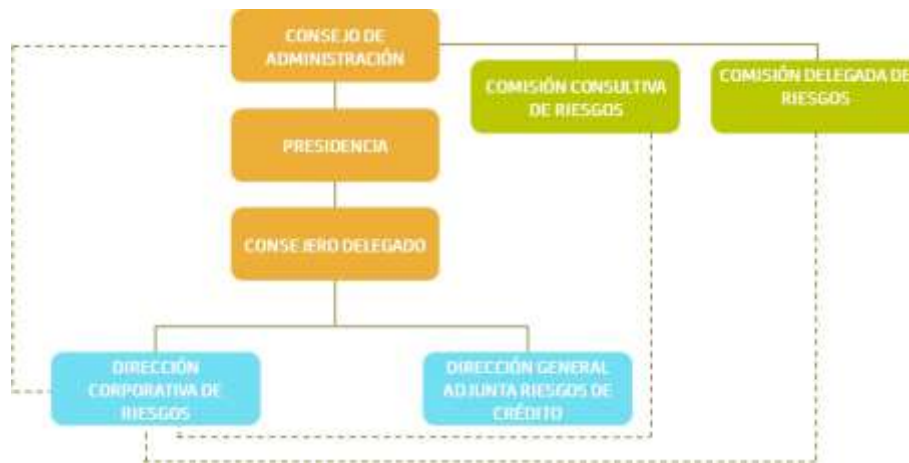 CONSEJO DE
ADMINISTRACIÓN
COMISIÓN CONSULTIVA
DE RIESGOS
COMISIÓN DELEGADA DE
RIESGOS
PRESIDENCIA
CONSEJERO DELEGADO
DIRECCIÓN
CORPORATIVA DE
RIESGOS
DIRECCIÓN GENERAL
ADJUNTA RIESGOS DE
CRÉDITO